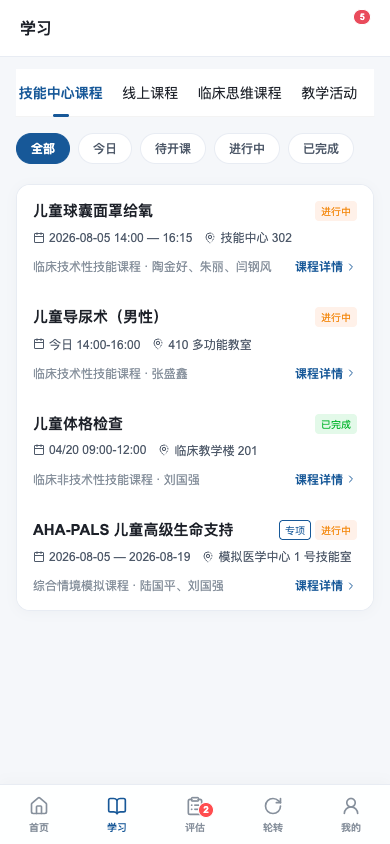 学习
5
技能中心课程 线上课程 临床思维课程 教学活动
全部 今日 待开课 进行中 已完成
儿童球囊面罩给氧 进行中
2026-08-05 14:00 — 16:15 技能中心 302
临床技术性技能课程 · 陶金好、朱丽、闫钢风 课程详情
儿童导尿术（男性） 进行中
今日 14:00-16:00 410 多功能教室
临床技术性技能课程 · 张盛鑫 课程详情
儿童体格检查 已完成
04/20 09:00-12:00 临床教学楼 201
临床非技术性技能课程 · 刘国强 课程详情
AHA-PALS 儿童高级生命支持 专项 进行中
2026-08-05 — 2026-08-19 模拟医学中心 1 号技能室
综合情境模拟课程 · 陆国平、刘国强 课程详情
2
首页 学习 评估 轮转 我的